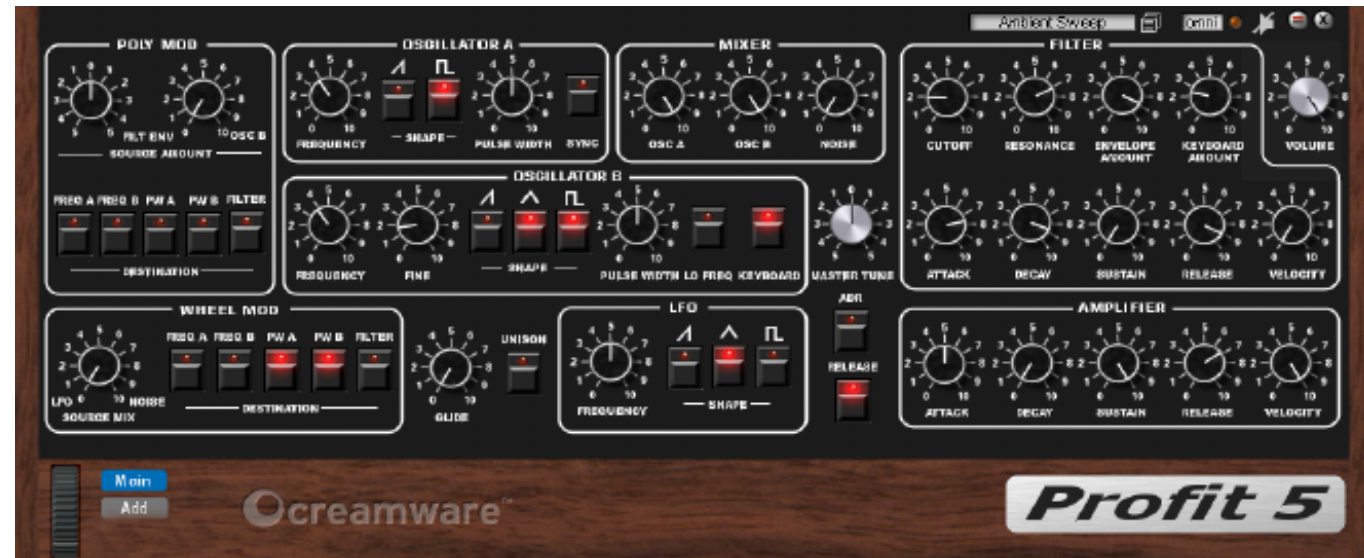 Ambient Sweep omni
POLY MOD OSCILLATOR A MIXER FILTER
FILT ENV OSC B
SOURCE AMOUNT
FREQUENCY SHAPE PULSE WIDTH SYNC
OSC A OSC B NOISE
CUTOFF RESONANCE ENVELOPE AMOUNT KEYBOARD AMOUNT VOLUME
OSCILLATOR B
FREQ A FREQ B PW A PW B FILTER
DESTINATION
FREQUENCY FINE SHAPE PULSE WIDTH LO FREQ KEYBOARD
MASTER TUNE
ATTACK DECAY SUSTAIN RELEASE VELOCITY
WHEEL MOD
FREQ A FREQ B PW A PW B FILTER
LFO NOISE
SOURCE MIX
DESTINATION
GLIDE
UNISON
LFO
FREQUENCY SHAPE
ADR
RELEASE
AMPLIFIER
ATTACK DECAY SUSTAIN RELEASE VELOCITY
Main
Add
creamware™
Profit 5